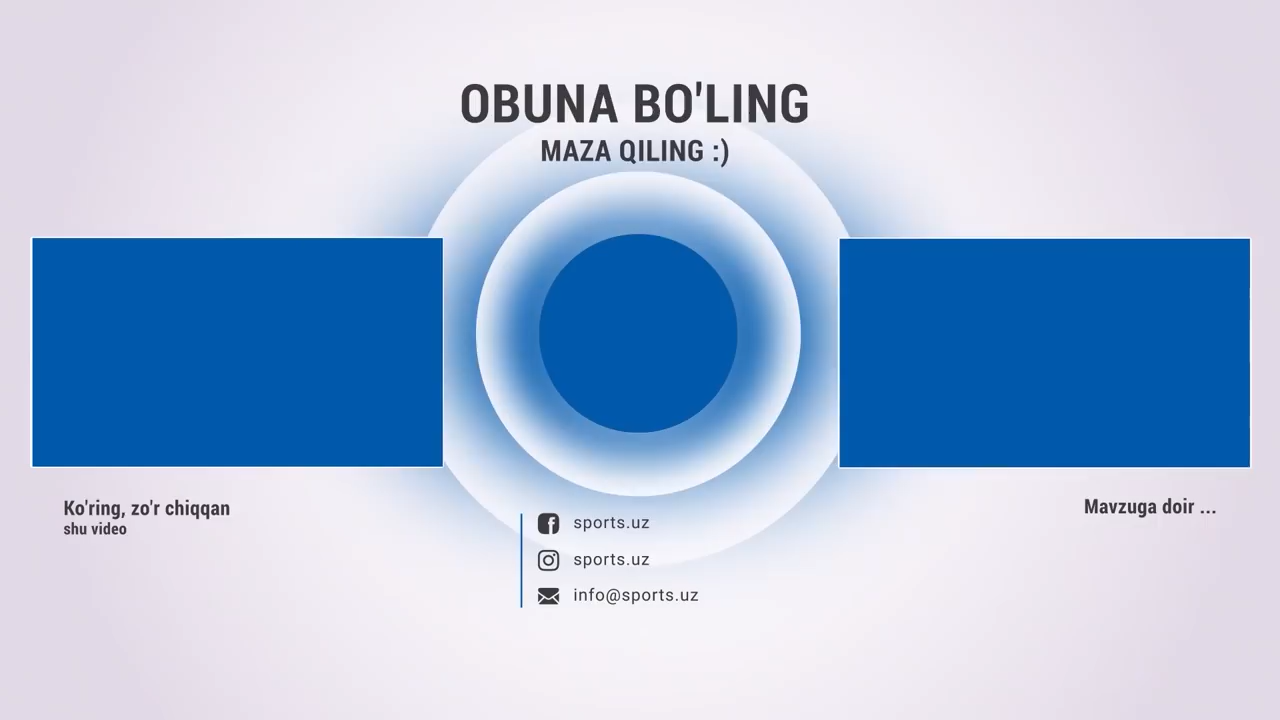 OBUNA BO'LING
MAZA QILING :)
Ko'ring, zo'r chiqqan
shu video
Mavzuga doir ...
sports.uz
sports.uz
info@sports.uz